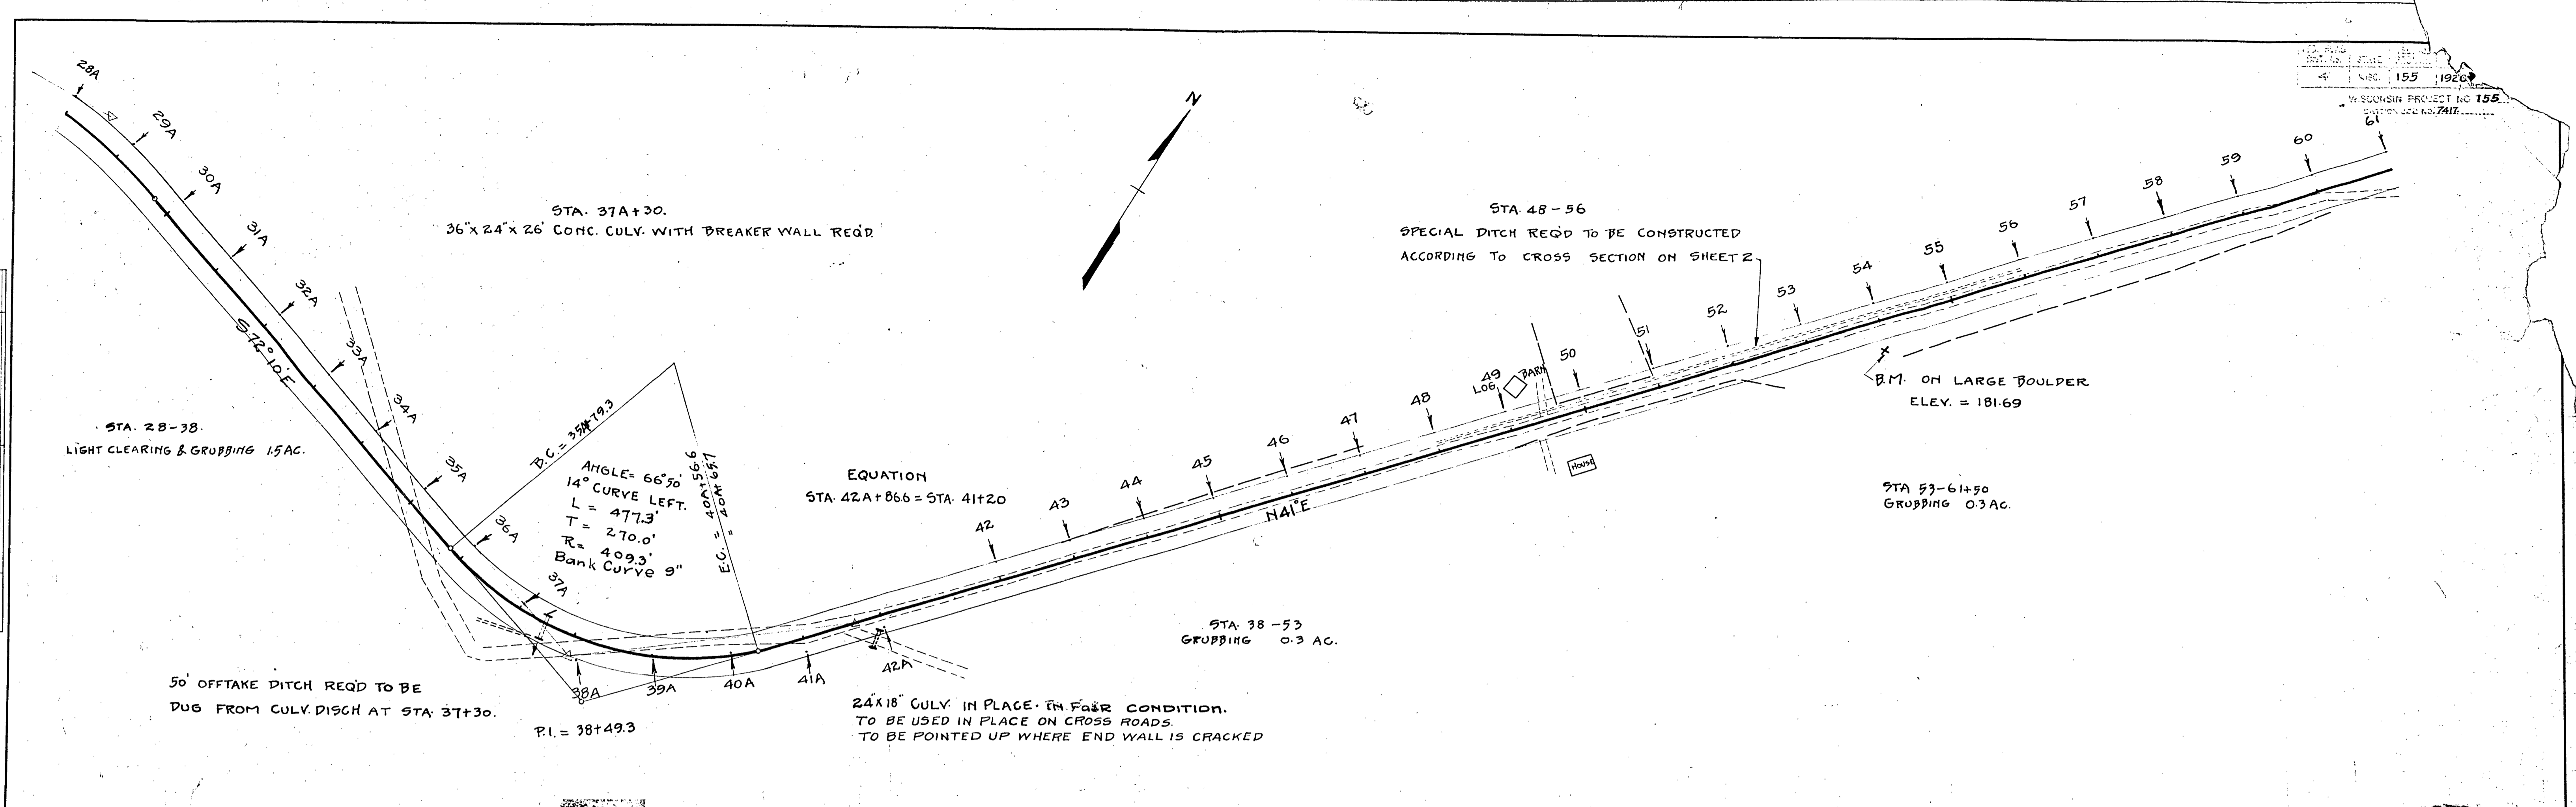 4 WISC. 155 1920
WISCONSIN PROJECT NO 155
7417
28A
29A
30A
31A
32A
33A
34A
35A
36A
37A
38A
39A
40A
41A
42A
42
43
44
45
46
47
48
49
50
51
52
53
54
55
56
57
58
59
60
61
N
STA. 37A+30.
36"x 24"x 26' CONC. CULV. WITH BREAKER WALL REQ'D.
STA. 48-56
SPECIAL DITCH REQ'D TO BE CONSTRUCTED
ACCORDING TO CROSS SECTION ON SHEET 2
S 72° 10' E
STA. 28-38.
LIGHT CLEARING & GRUBBING 1.5 AC.
B.C. = 35A+79.3
ANGLE= 66°50'
14° CURVE LEFT.
L = 477.3'
T = 270.0'
R= 409.3'
Bank Curve 9"
E.C. = 40A+56.6
= 40A+65.7
EQUATION
STA. 42A+86.6 = STA. 41+20
LOG BARN
HOUSE
N41°E
B.M. ON LARGE BOULDER
ELEV. = 181.69
STA 53-61+50
GRUBBING 0.3 AC.
STA. 38-53
GRUBBING 0.3 AC.
50' OFFTAKE DITCH REQ'D TO BE
DUG FROM CULV. DISCH AT STA. 37+30.
P.I. = 38+49.3
24"X18" CULV. IN PLACE. IN FAIR CONDITION.
TO BE USED IN PLACE ON CROSS ROADS.
TO BE POINTED UP WHERE END WALL IS CRACKED